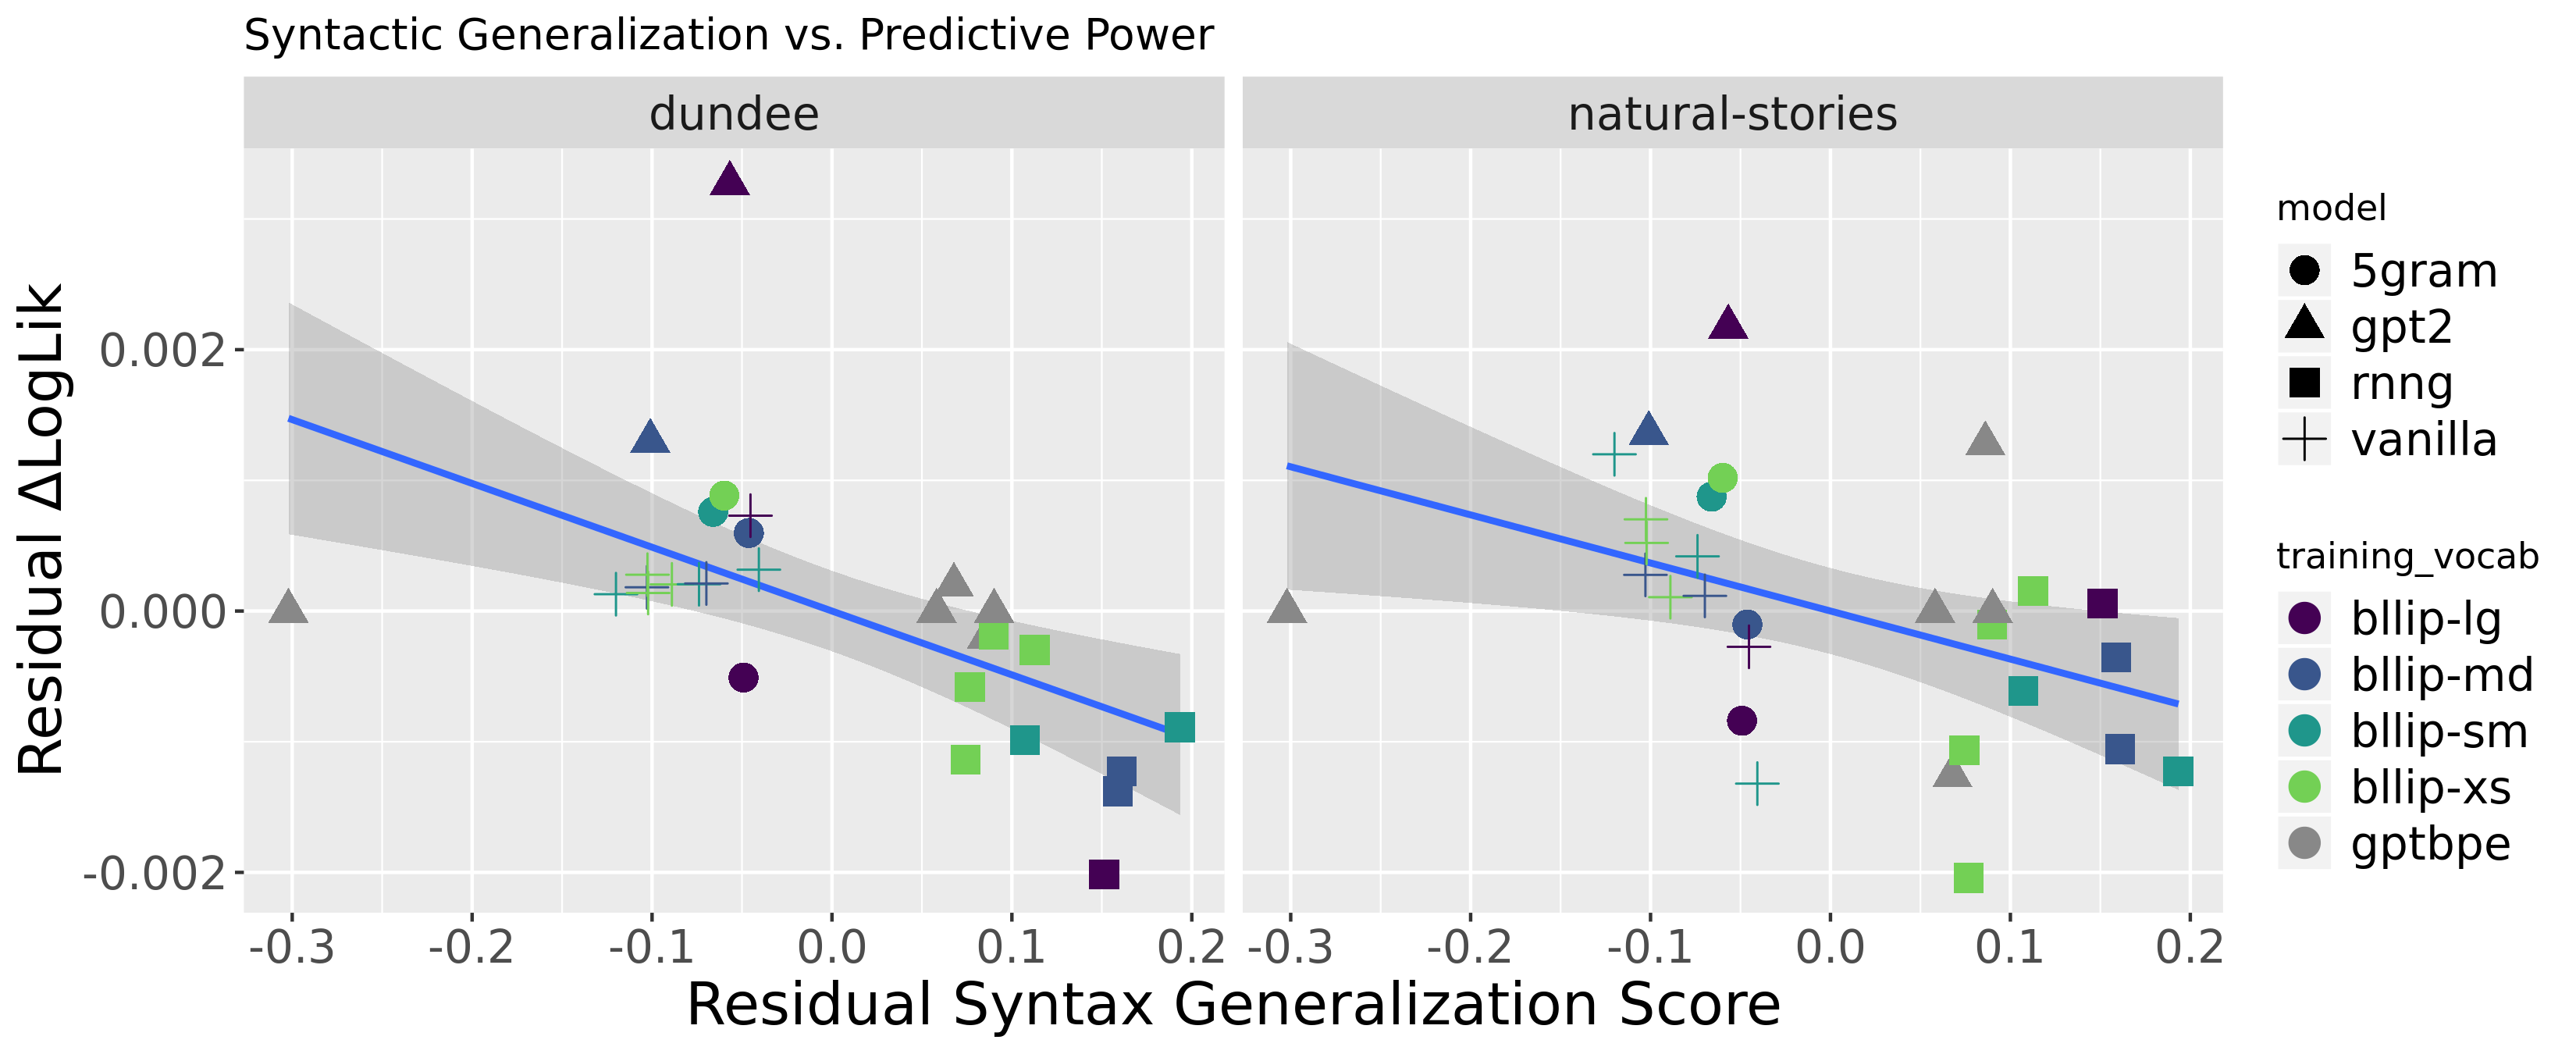 Syntactic Generalization vs. Predictive Power
dundee
natural-stories
Residual ΔLogLik
0.002
0.000
-0.002
-0.3 -0.2 -0.1 0.0 0.1 0.2
-0.3 -0.2 -0.1 0.0 0.1 0.2
Residual Syntax Generalization Score
model
5gram
gpt2
rnng
vanilla
training_vocab
bllip-lg
bllip-md
bllip-sm
bllip-xs
gptbpe